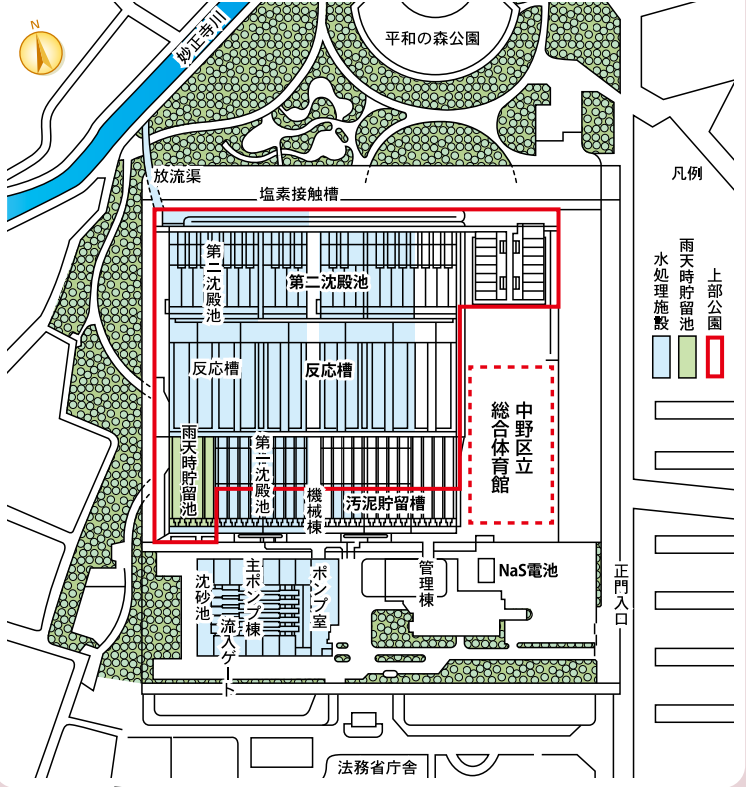 N
妙正寺川
平和の森公園
放流渠
塩素接触槽
凡例
水処理施設
雨天時貯留池
上部公園
第二沈殿池
第二沈殿池
反応槽
反応槽
中野区立
総合体育館
雨天時貯留池
第一沈殿池
機械棟
汚泥貯留槽
沈砂池
主ポンプ棟
ポンプ室
流入ゲート
管理棟
NaS電池
正門入口
法務省庁舎